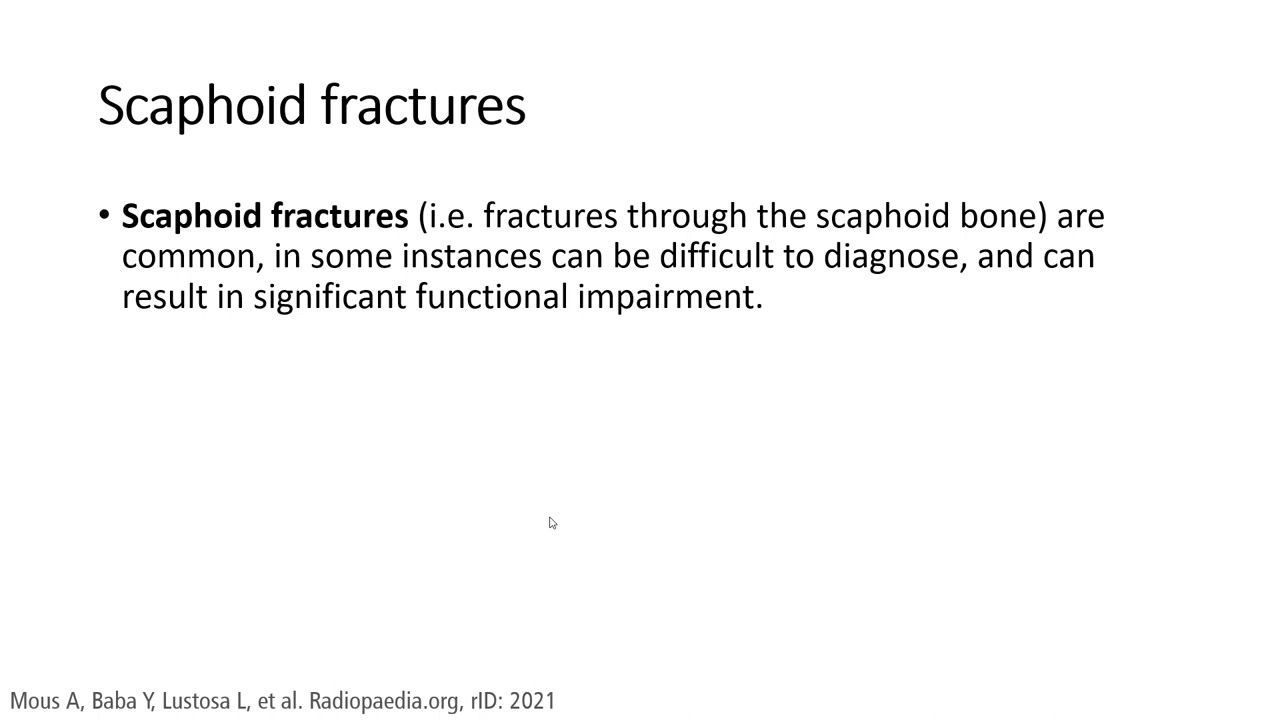 Scaphoid fractures
• Scaphoid fractures (i.e. fractures through the scaphoid bone) are
common, in some instances can be difficult to diagnose, and can
result in significant functional impairment.
Mous A, Baba Y, Lustosa L, et al. Radiopaedia.org, rID: 2021